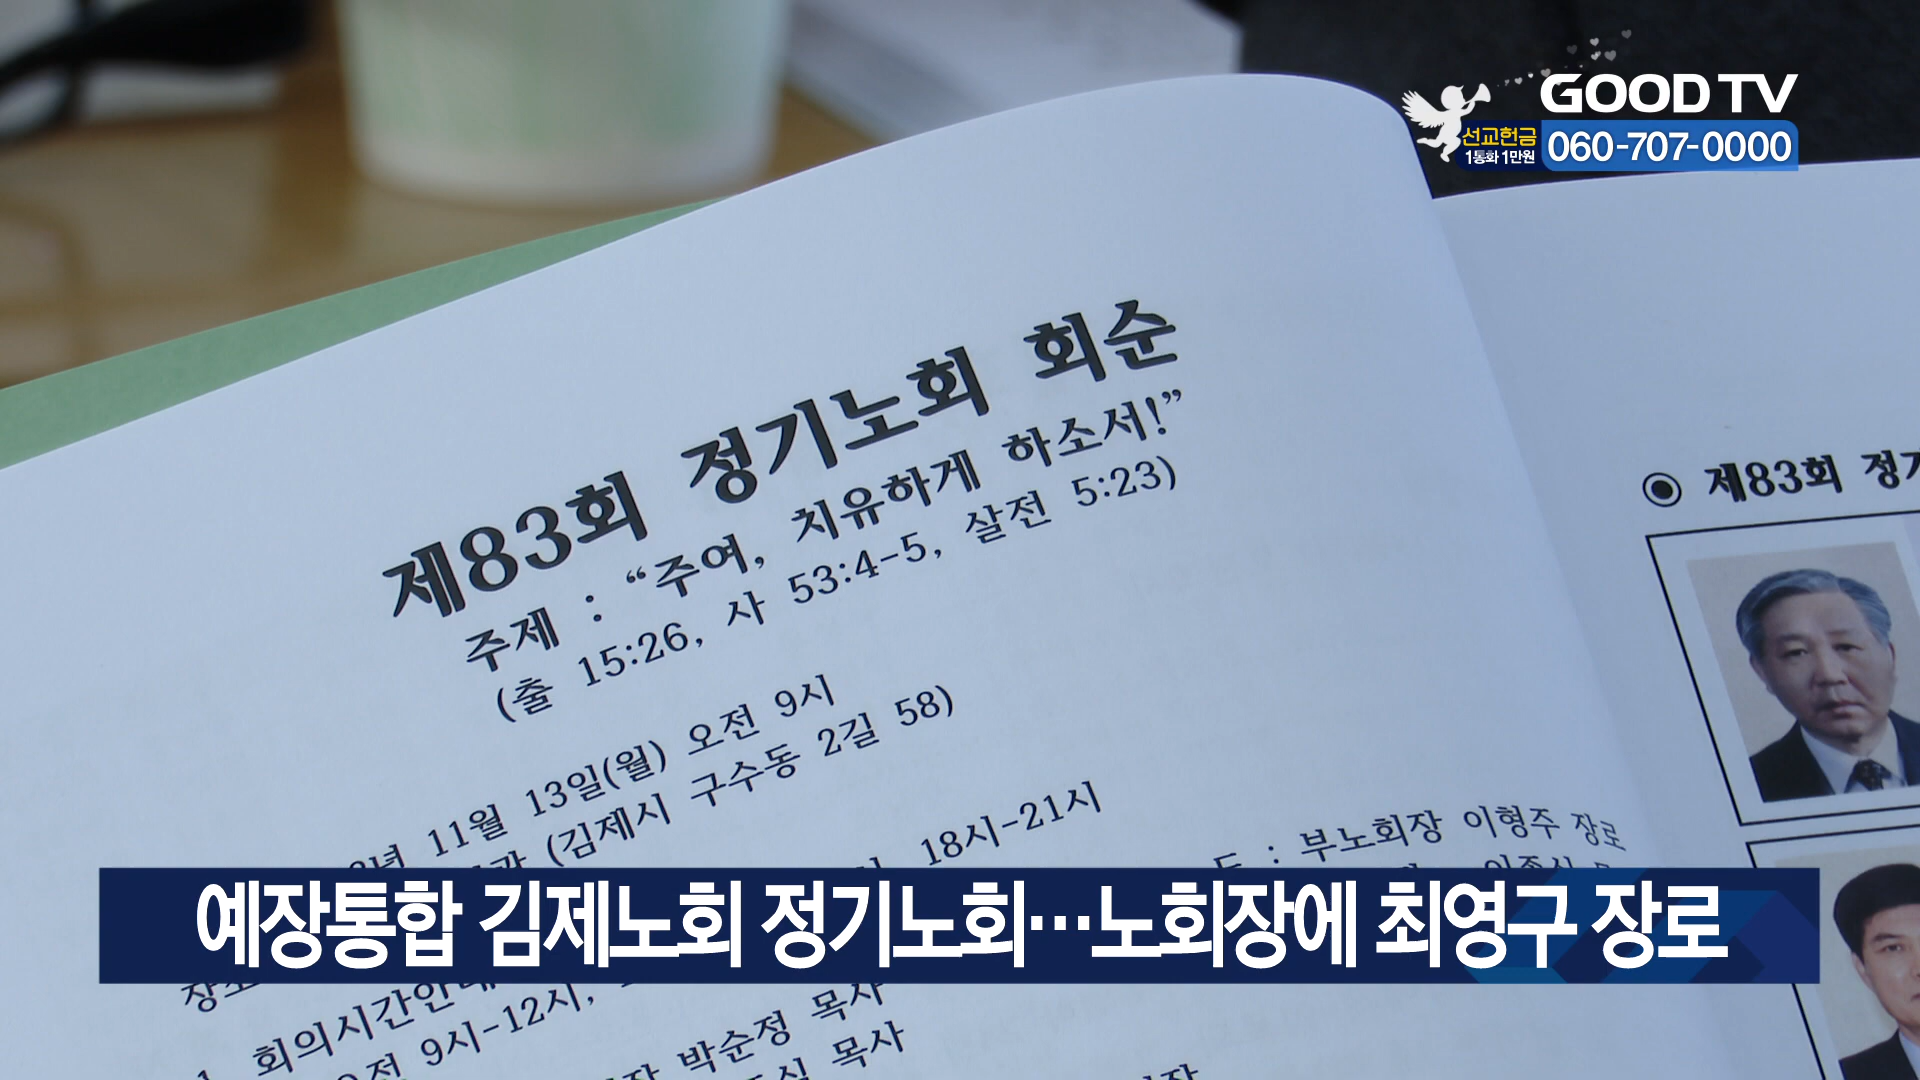 GOOD TV
선교헌금
1통화 1만원
060-707-0000
제83회 정기노회 회순
주제 : “주여, 치유하게 하소서!”
(출 15:26, 사 53:4-5, 살전 5:23)
11월 13일(월) 오전 9시
(김제시 구수동 2길 58)
18시-21시
: 부노회장 이형주 장로
회의시간안내
9시-12시,
박순정 목사
목사
◉ 제83회 정기
예장통합 김제노회 정기노회…노회장에 최영구 장로